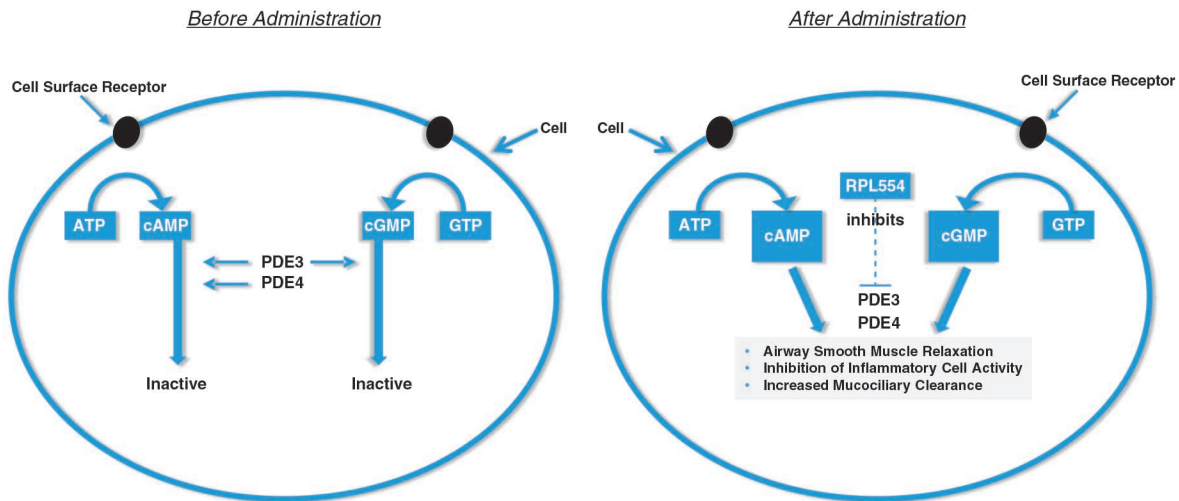 Before Administration
Cell Surface Receptor
Cell
ATP
cAMP
cGMP
GTP
PDE3
PDE4
Inactive
Inactive
After Administration
Cell Surface Receptor
Cell
ATP
cAMP
RPL554
inhibits
cGMP
GTP
PDE3
PDE4
• Airway Smooth Muscle Relaxation
• Inhibition of Inflammatory Cell Activity
• Increased Mucociliary Clearance